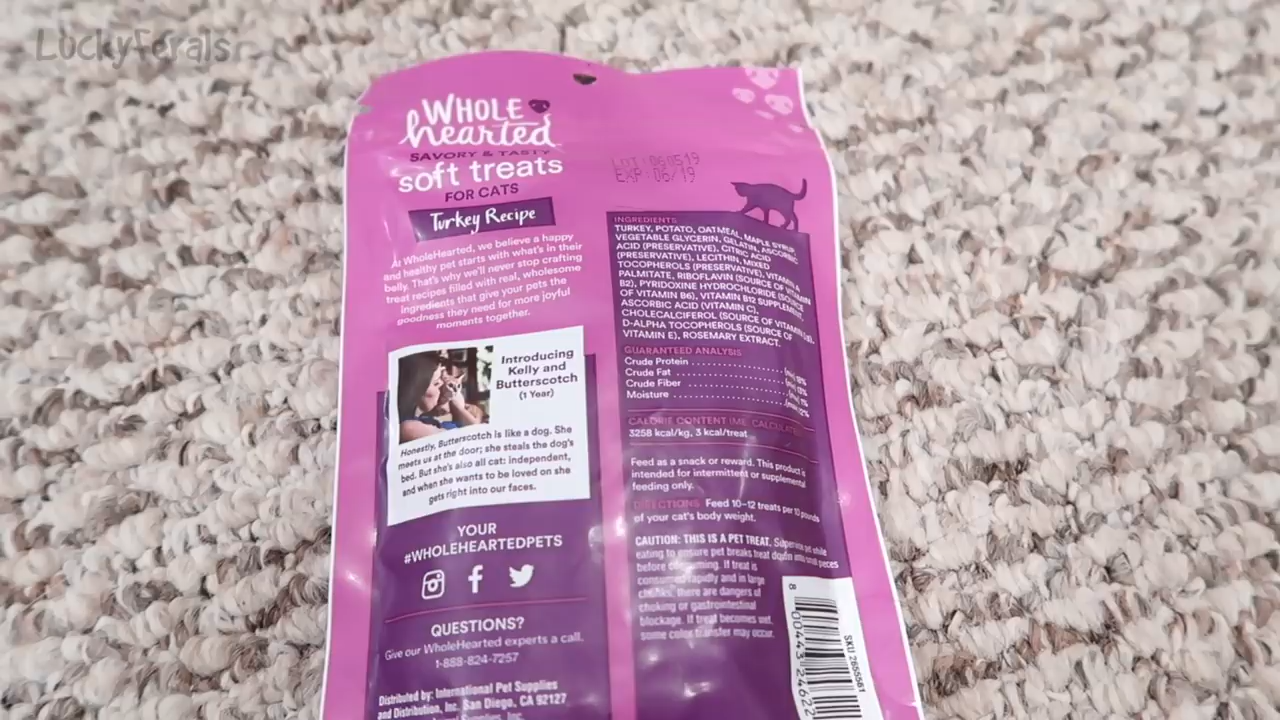 LuckyFerals
WHOLE
hearted
SAVORY & TASTY
soft treats
FOR CATS
Turkey Recipe
At WholeHearted, we believe a happy
and healthy pet starts with what's in their
belly. That's why we'll never stop crafting
treat recipes filled with real, wholesome
ingredients that give your pets the
goodness they need for more joyful
moments together.
Introducing
Kelly and
Butterscotch
(1 Year)
Honestly, Butterscotch is like a dog. She
meets us at the door; she steals the dog's
bed. But she's also all cat: independent,
and when she wants to be loved on she
gets right into our faces.
YOUR
#WHOLEHEARTEDPETS
QUESTIONS?
Give our WholeHearted experts a call.
1-888-824-7257
Distributed by: International Pet Supplies
and Distribution, Inc. San Diego, CA 92127
Supplies, Inc.
LOT: 060519
EXP: 06/19
INGREDIENTS
TURKEY, POTATO, OATMEAL, MAPLE SYRUP,
VEGETABLE GLYCERIN, GELATIN, ASCORBIC
ACID (PRESERVATIVE), CITRIC ACID
(PRESERVATIVE), LECITHIN, MIXED
TOCOPHEROLS (PRESERVATIVE), VITAMIN A
PALMITATE, RIBOFLAVIN (SOURCE OF VITAMIN
B2), PYRIDOXINE HYDROCHLORIDE (SOURCE
OF VITAMIN B6), VITAMIN B12 SUPPLEMENT,
ASCORBIC ACID (VITAMIN C),
CHOLECALCIFEROL (SOURCE OF VITAMIN D3),
D-ALPHA TOCOPHEROLS (SOURCE OF
VITAMIN E), ROSEMARY EXTRACT.
GUARANTEED ANALYSIS
Crude Protein
Crude Fat
Crude Fiber
Moisture
CALORIE CONTENT (ME CALCULATED)
3258 kcal/kg, 3 kcal/treat
Feed as a snack or reward. This product is
intended for intermittent or supplemental
feeding only.
DIRECTIONS Feed 10-12 treats per 10 pounds
of your cat's body weight.
CAUTION: THIS IS A PET TREAT. Supervise pet while
eating to ensure pet breaks treat down into small pieces
before consuming. If treat is
consumed rapidly and in large
chunks, there are dangers of
choking or gastrointestinal
blockage. If treat becomes wet,
some color transfer may occur.
8 00443 24622
SKU 2655561